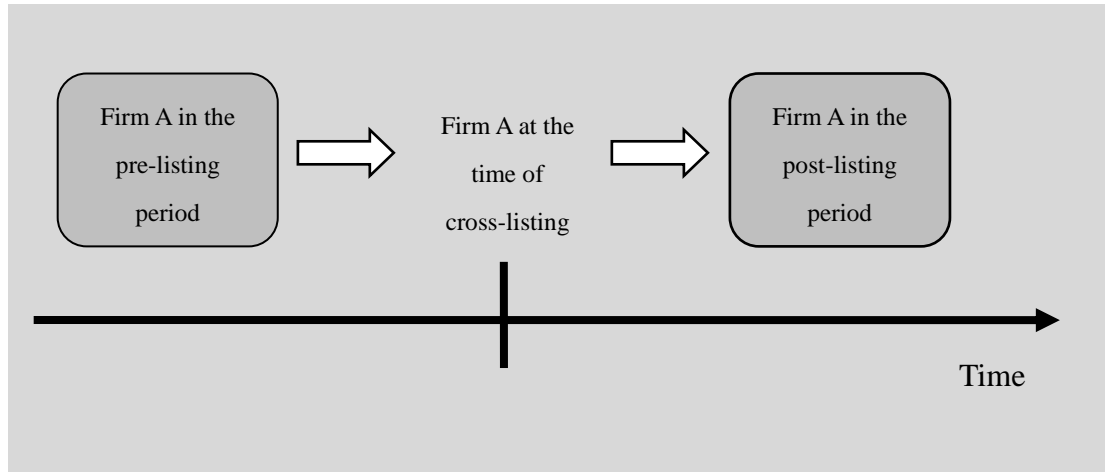 Firm A in the
pre-listing
period
Firm A at the
time of
cross-listing
Firm A in the
post-listing
period
Time